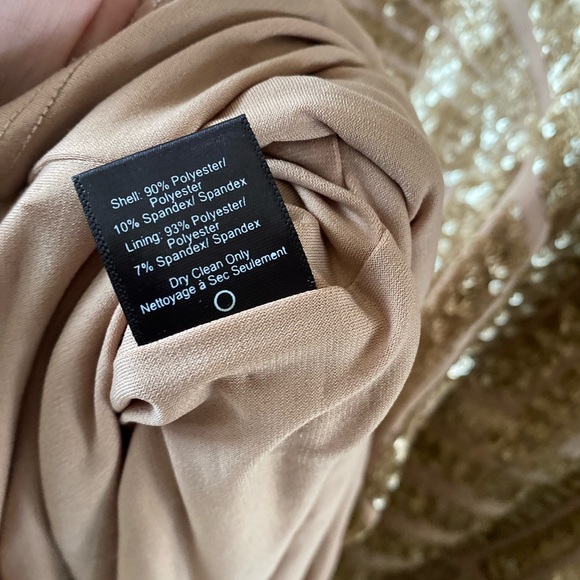 Shell: 90% Polyester/
Polyester
10% Spandex/ Spandex
Lining: 93% Polyester/
Polyester
7% Spandex/ Spandex
Dry Clean Only
Nettoyage à Sec Seulement